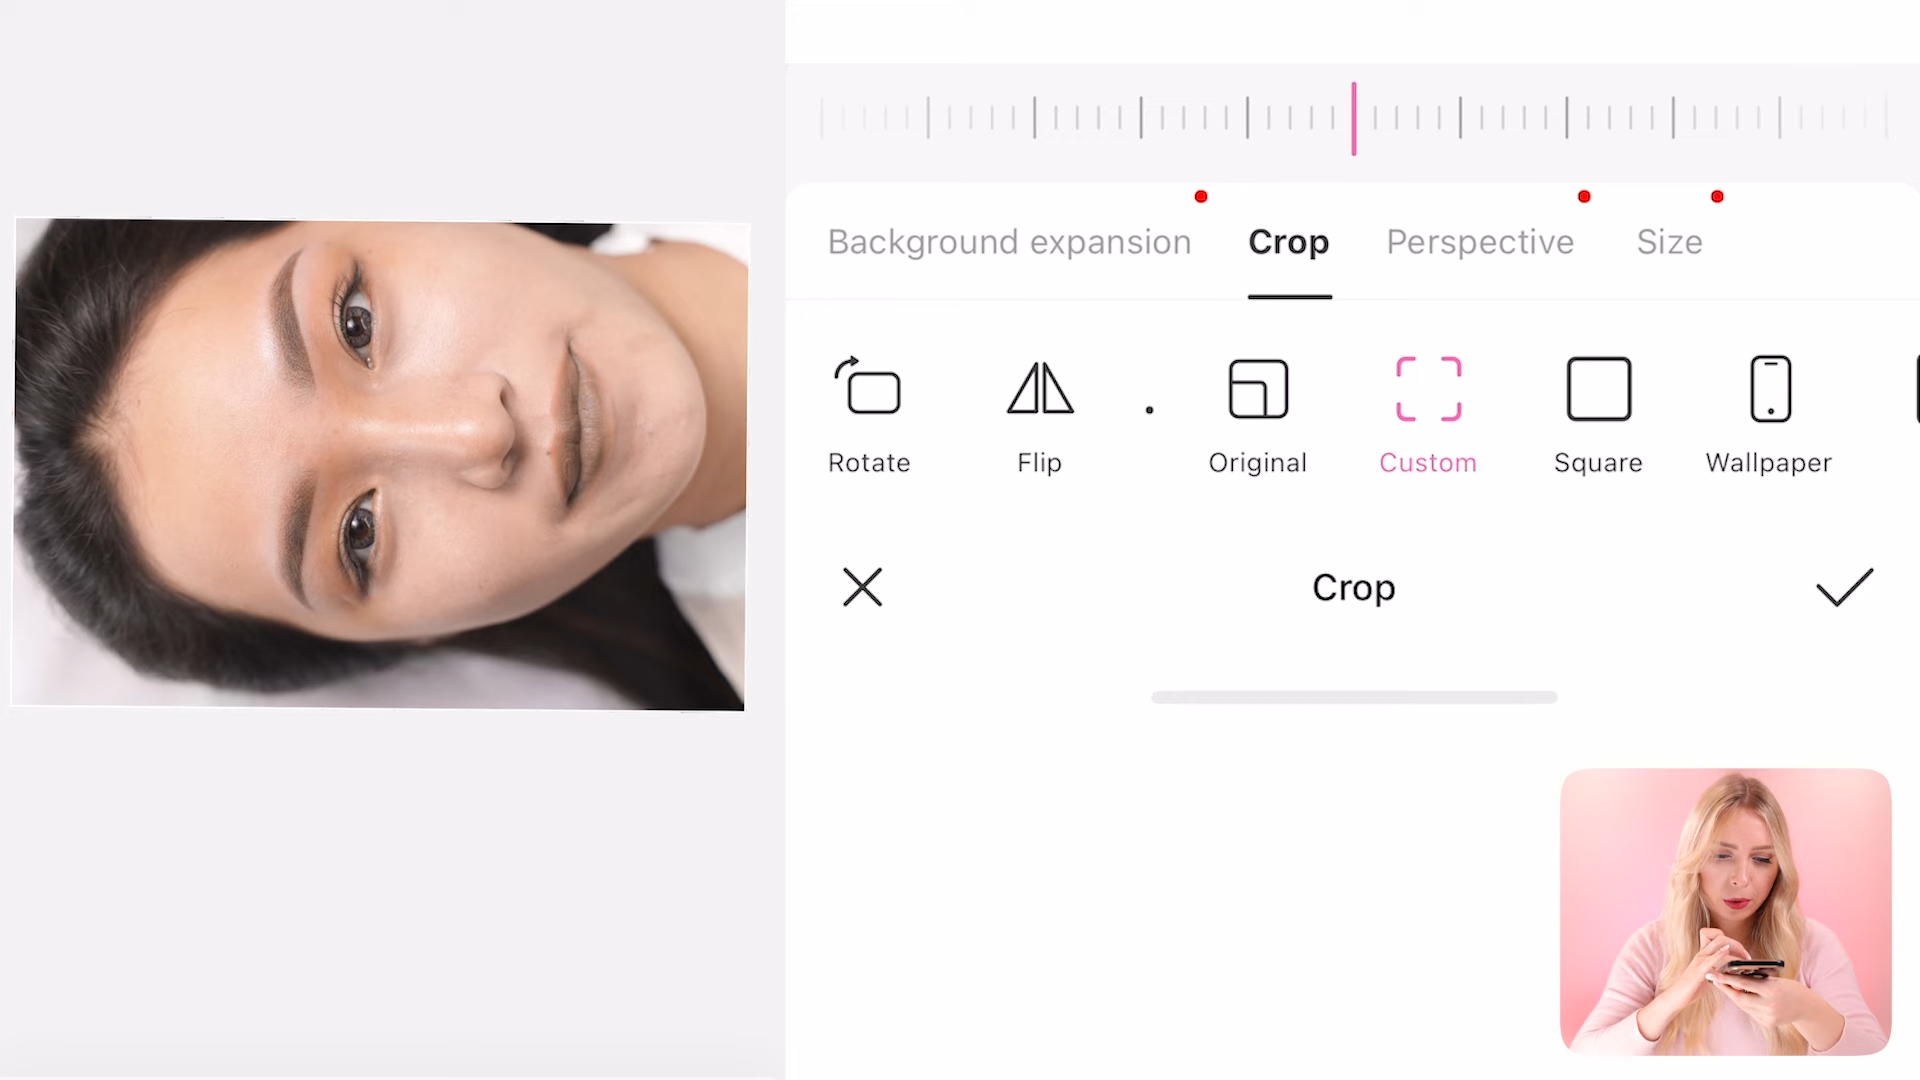 Background expansion Crop Perspective Size
Rotate Flip Original Custom Square Wallpaper
Crop